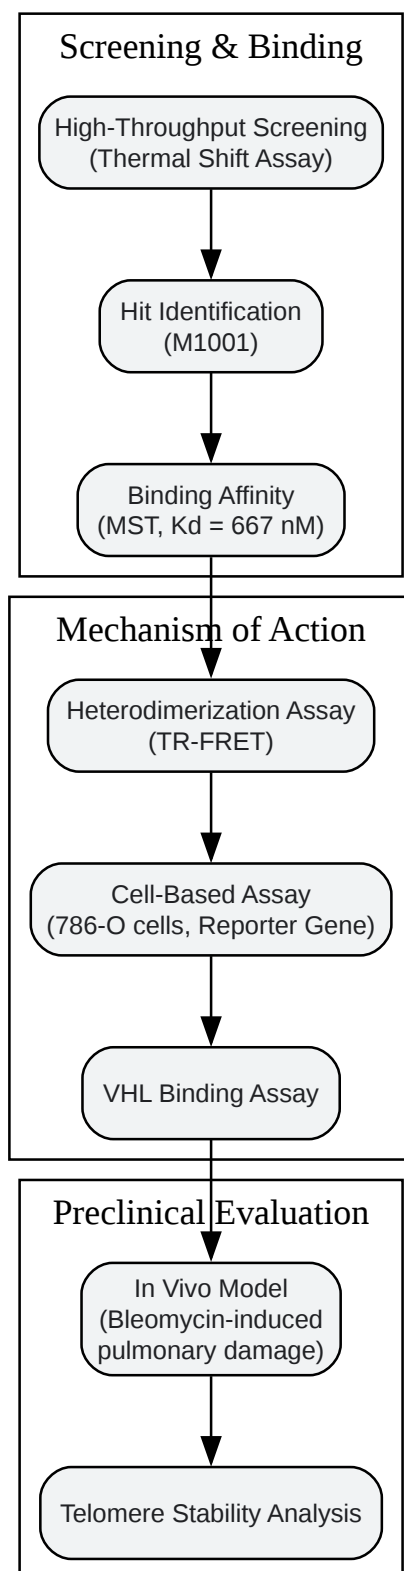 Screening & Binding
High-Throughput Screening
(Thermal Shift Assay)
Hit Identification
(M1001)
Binding Affinity
(MST, Kd = 667 nM)
Mechanism of Action
Heterodimerization Assay
(TR-FRET)
Cell-Based Assay
(786-O cells, Reporter Gene)
VHL Binding Assay
Preclinical Evaluation
In Vivo Model
(Bleomycin-induced
pulmonary damage)
Telomere Stability Analysis